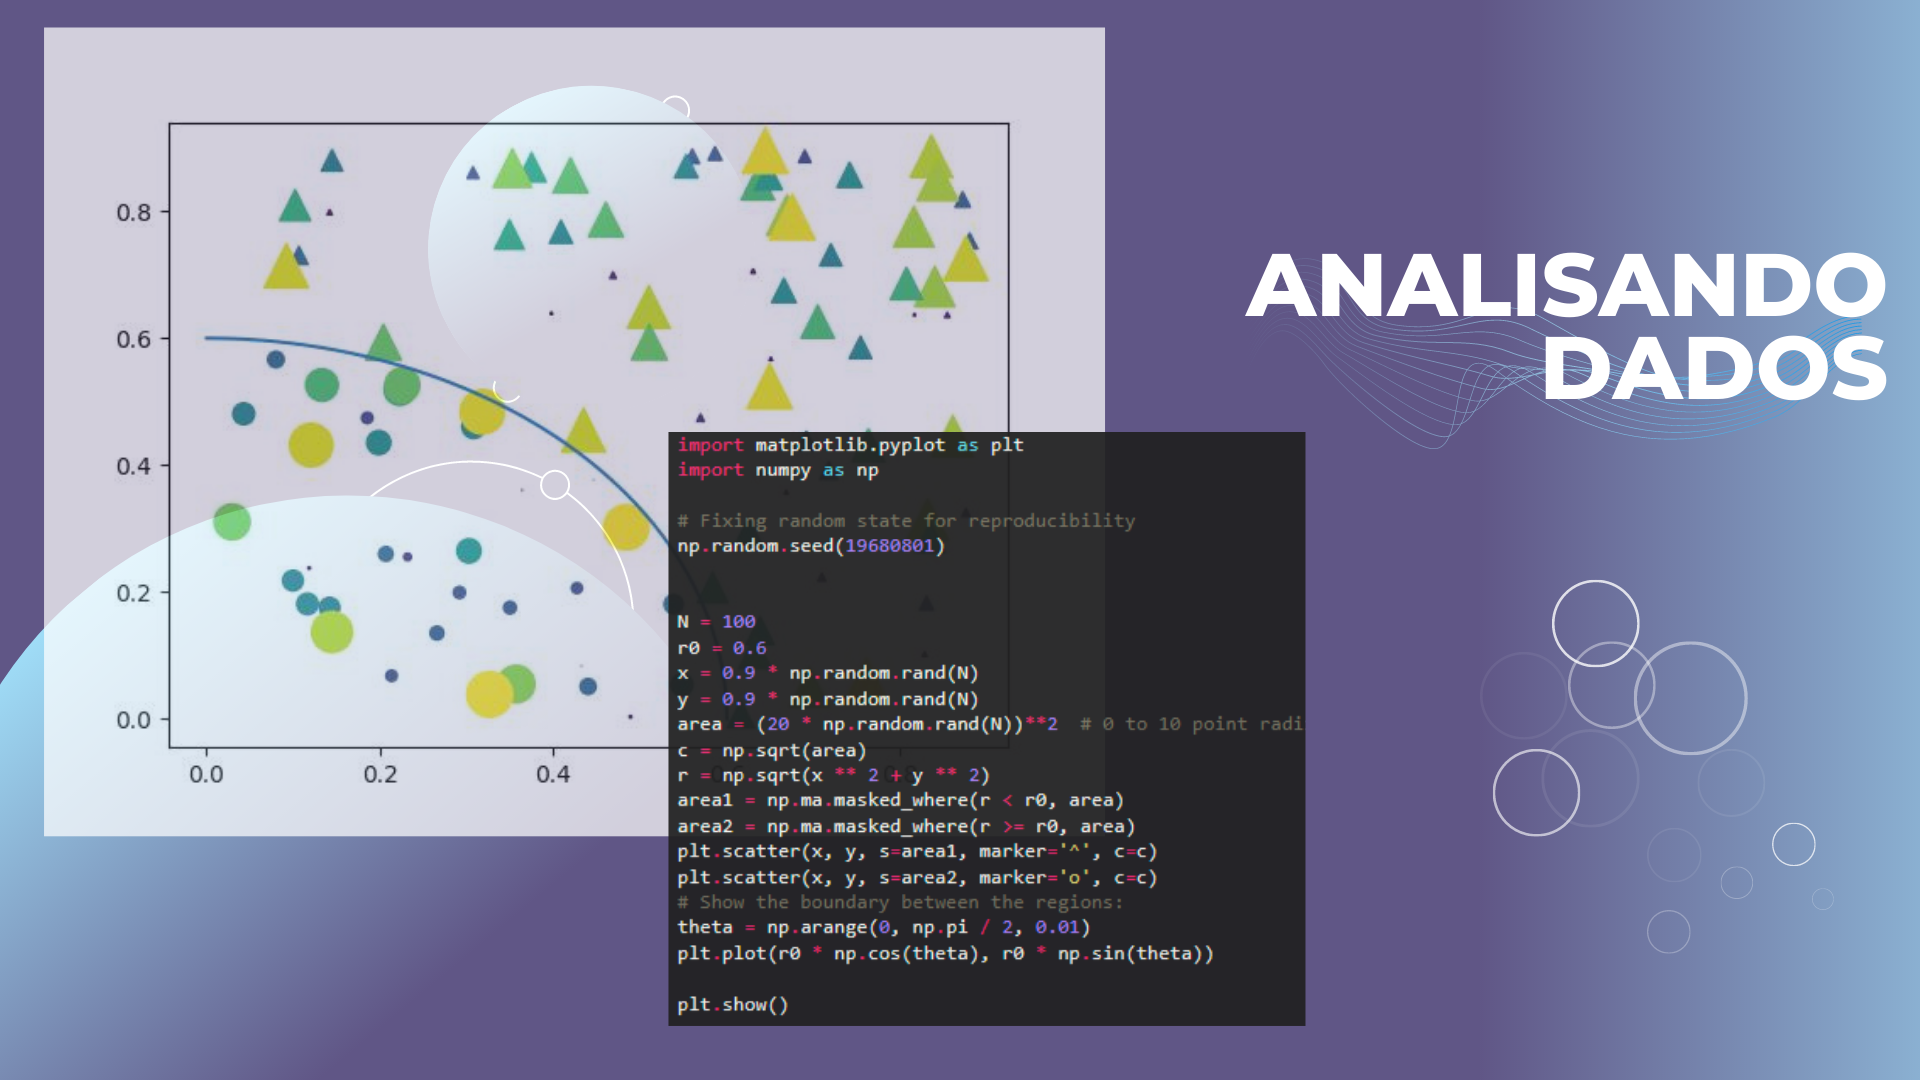 ANALISANDO
DADOS
0.8
0.6
0.4
0.2
0.0
0.0 0.2 0.4
import matplotlib.pyplot as plt
import numpy as np
# Fixing random state for reproducibility
np.random.seed(19680801)
N = 100
r0 = 0.6
x = 0.9 * np.random.rand(N)
y = 0.9 * np.random.rand(N)
area = (20 * np.random.rand(N))**2  # 0 to 10 point radi
c = np.sqrt(area)
r = np.sqrt(x ** 2 + y ** 2)
area1 = np.ma.masked_where(r < r0, area)
area2 = np.ma.masked_where(r >= r0, area)
plt.scatter(x, y, s=area1, marker='^', c=c)
plt.scatter(x, y, s=area2, marker='o', c=c)
# Show the boundary between the regions:
theta = np.arange(0, np.pi / 2, 0.01)
plt.plot(r0 * np.cos(theta), r0 * np.sin(theta))
plt.show()